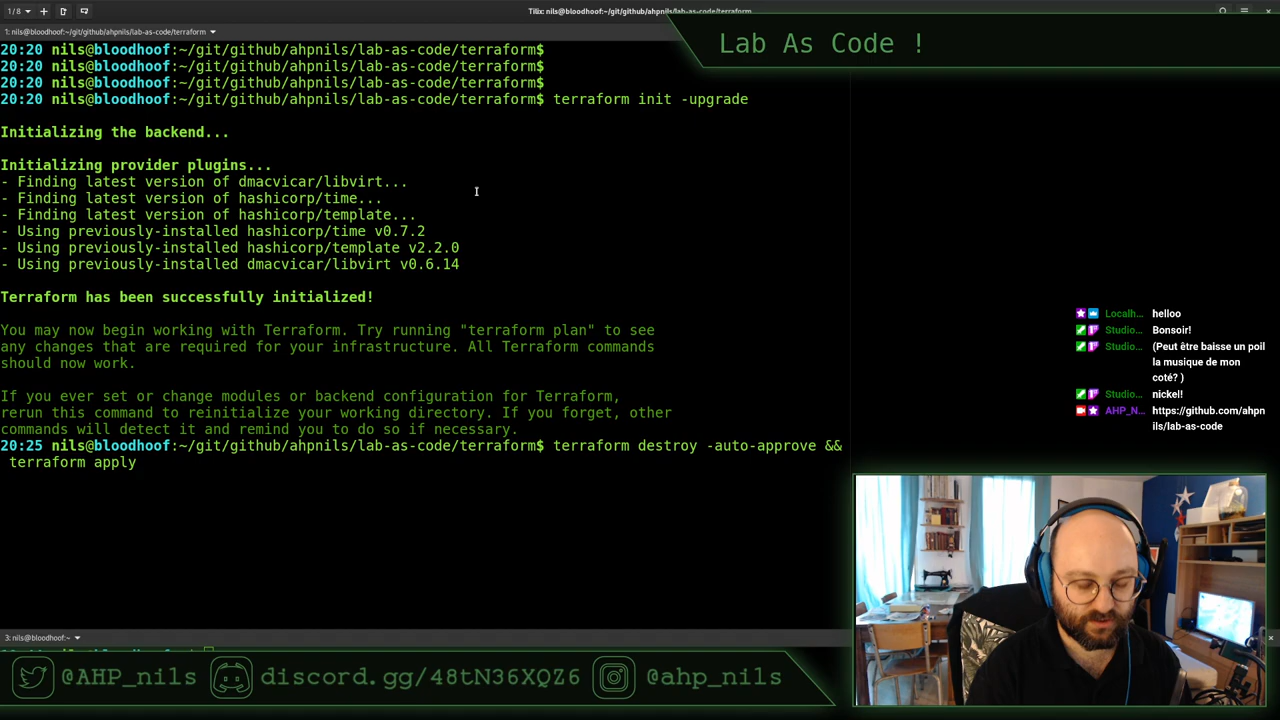 1 / 8
Tilix: nils@bloodhoof:~/git/github/ahpnils/lab-as-code/terraform
1: nils@bloodhoof:~/git/github/ahpnils/lab-as-code/terraform
Lab As Code !
20:20 nils@bloodhoof:~/git/github/ahpnils/lab-as-code/terraform$
20:20 nils@bloodhoof:~/git/github/ahpnils/lab-as-code/terraform$
20:20 nils@bloodhoof:~/git/github/ahpnils/lab-as-code/terraform$
20:20 nils@bloodhoof:~/git/github/ahpnils/lab-as-code/terraform$ terraform init -upgrade
Initializing the backend...
Initializing provider plugins...
- Finding latest version of dmacvicar/libvirt...
- Finding latest version of hashicorp/time...
- Finding latest version of hashicorp/template...
- Using previously-installed hashicorp/time v0.7.2
- Using previously-installed hashicorp/template v2.2.0
- Using previously-installed dmacvicar/libvirt v0.6.14
Terraform has been successfully initialized!
You may now begin working with Terraform. Try running "terraform plan" to see
any changes that are required for your infrastructure. All Terraform commands
should now work.
If you ever set or change modules or backend configuration for Terraform,
rerun this command to reinitialize your working directory. If you forget, other
commands will detect it and remind you to do so if necessary.
20:25 nils@bloodhoof:~/git/github/ahpnils/lab-as-code/terraform$ terraform destroy -auto-approve &&
terraform apply
Localh... helloo
Studio... Bonsoir!
Studio... (Peut être baisse un poil
la musique de mon
coté? )
Studio... nickel!
AHP_N... https://github.com/ahpn
ils/lab-as-code
3: nils@bloodhoof:~
@AHP_nils
discord.gg/48tN36XQZ6
@ahp_nils